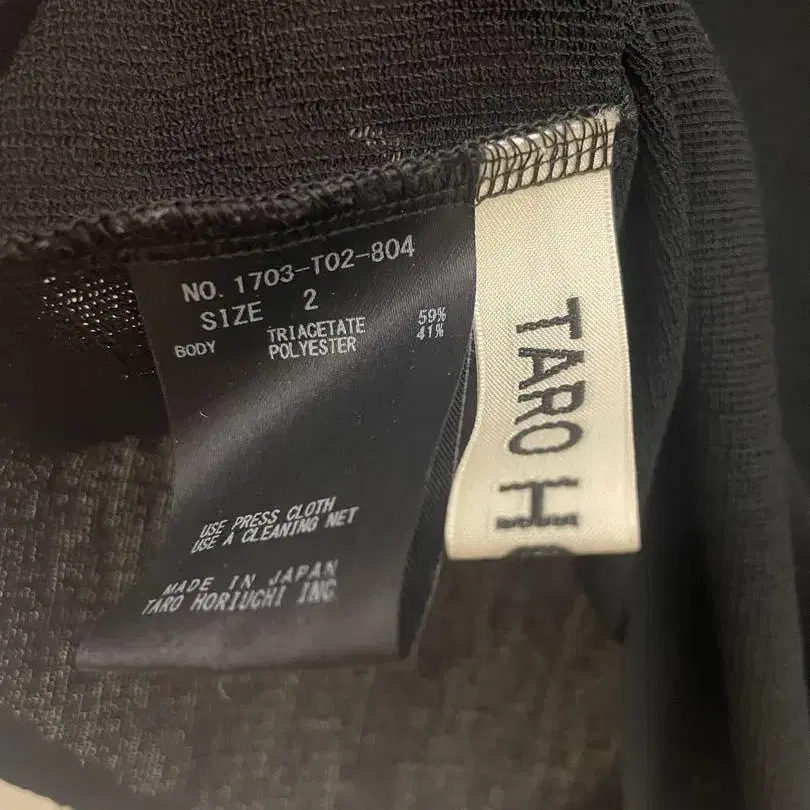 NO. 1703-T02-804
SIZE 2
BODY TRIACETATE 59%
POLYESTER 41%
USE PRESS CLOTH
USE A CLEANING NET
MADE IN JAPAN
TARO HORIUCHI INC.
TARO H